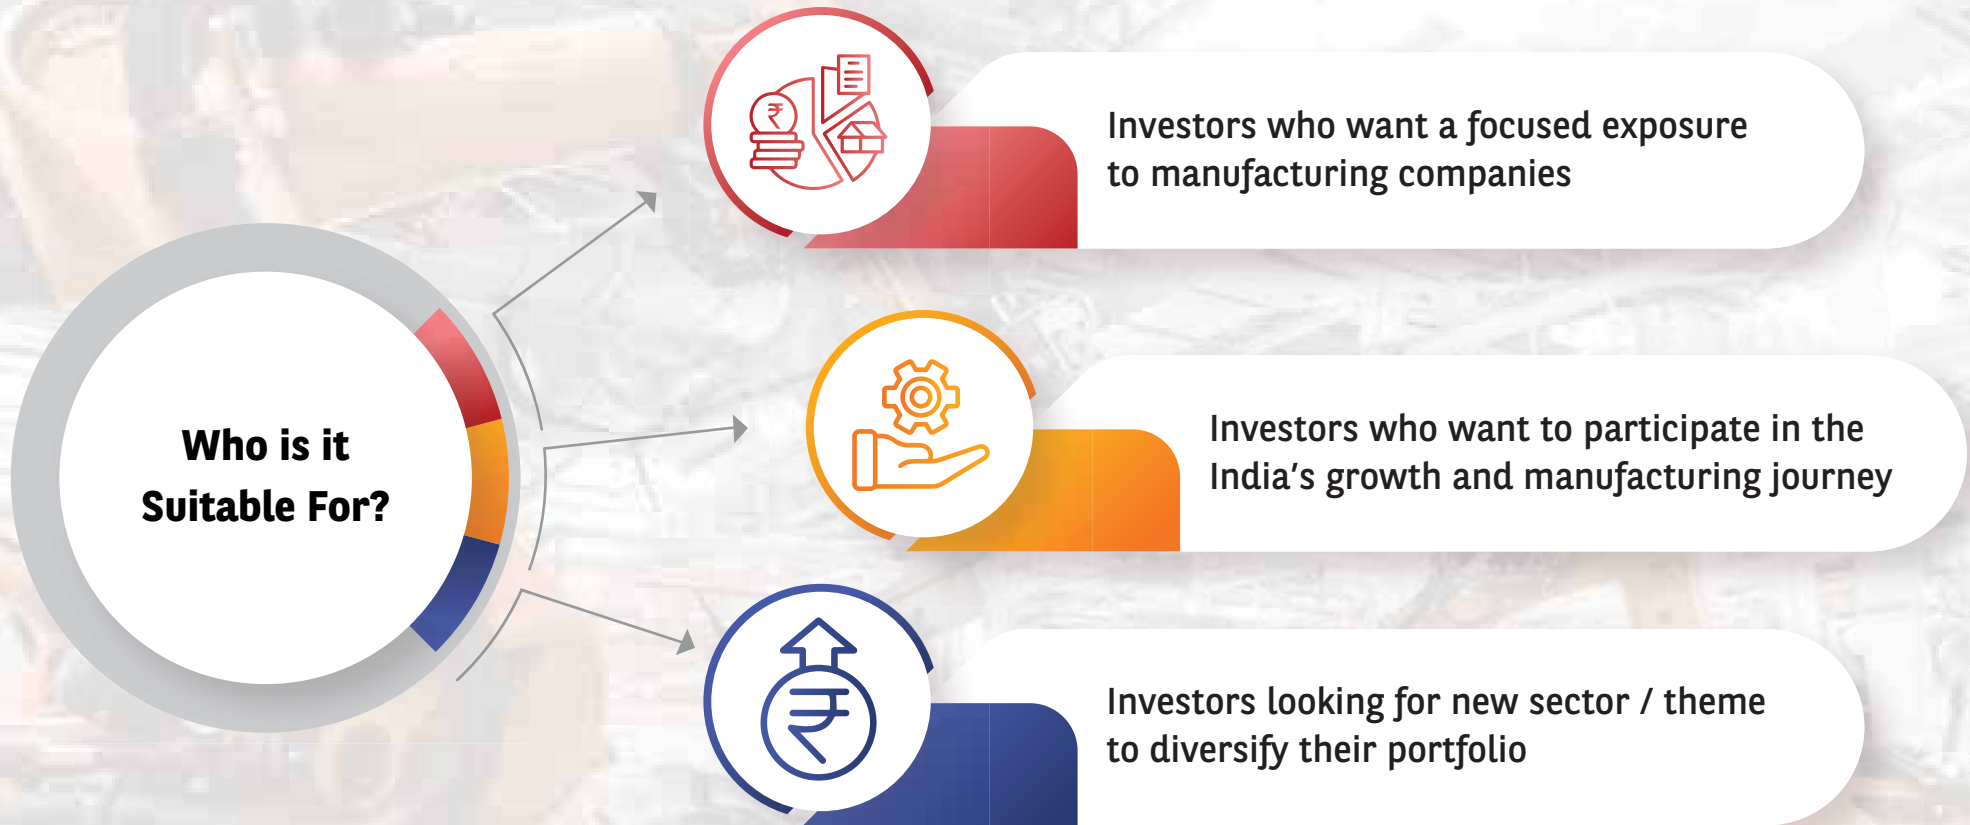 Who is it
Suitable For?
Investors who want a focused exposure
to manufacturing companies
Investors who want to participate in the
India’s growth and manufacturing journey
Investors looking for new sector / theme
to diversify their portfolio